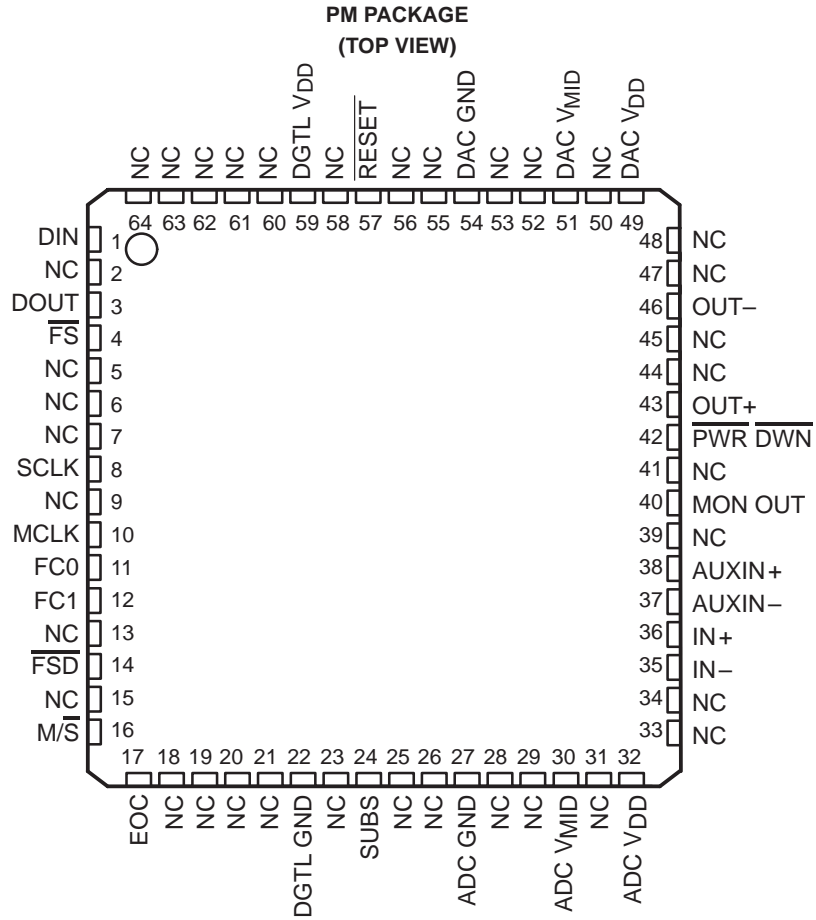 PM PACKAGE
(TOP VIEW)
NC
NC
NC
NC
NC
DGTL VDD
NC
RESET
NC
NC
DAC GND
NC
NC
DAC VMID
NC
DAC VDD
64 63 62 61 60 59 58 57 56 55 54 53 52 51 50 49
DIN 1
NC 2
DOUT 3
FS 4
NC 5
NC 6
NC 7
SCLK 8
NC 9
MCLK 10
FC0 11
FC1 12
NC 13
FSD 14
NC 15
M/S 16
48 NC
47 NC
46 OUT–
45 NC
44 NC
43 OUT+
42 PWR DWN
41 NC
40 MON OUT
39 NC
38 AUXIN+
37 AUXIN–
36 IN+
35 IN–
34 NC
33 NC
17 18 19 20 21 22 23 24 25 26 27 28 29 30 31 32
EOC
NC
NC
NC
NC
DGTL GND
NC
SUBS
NC
NC
ADC GND
NC
NC
ADC VMID
NC
ADC VDD